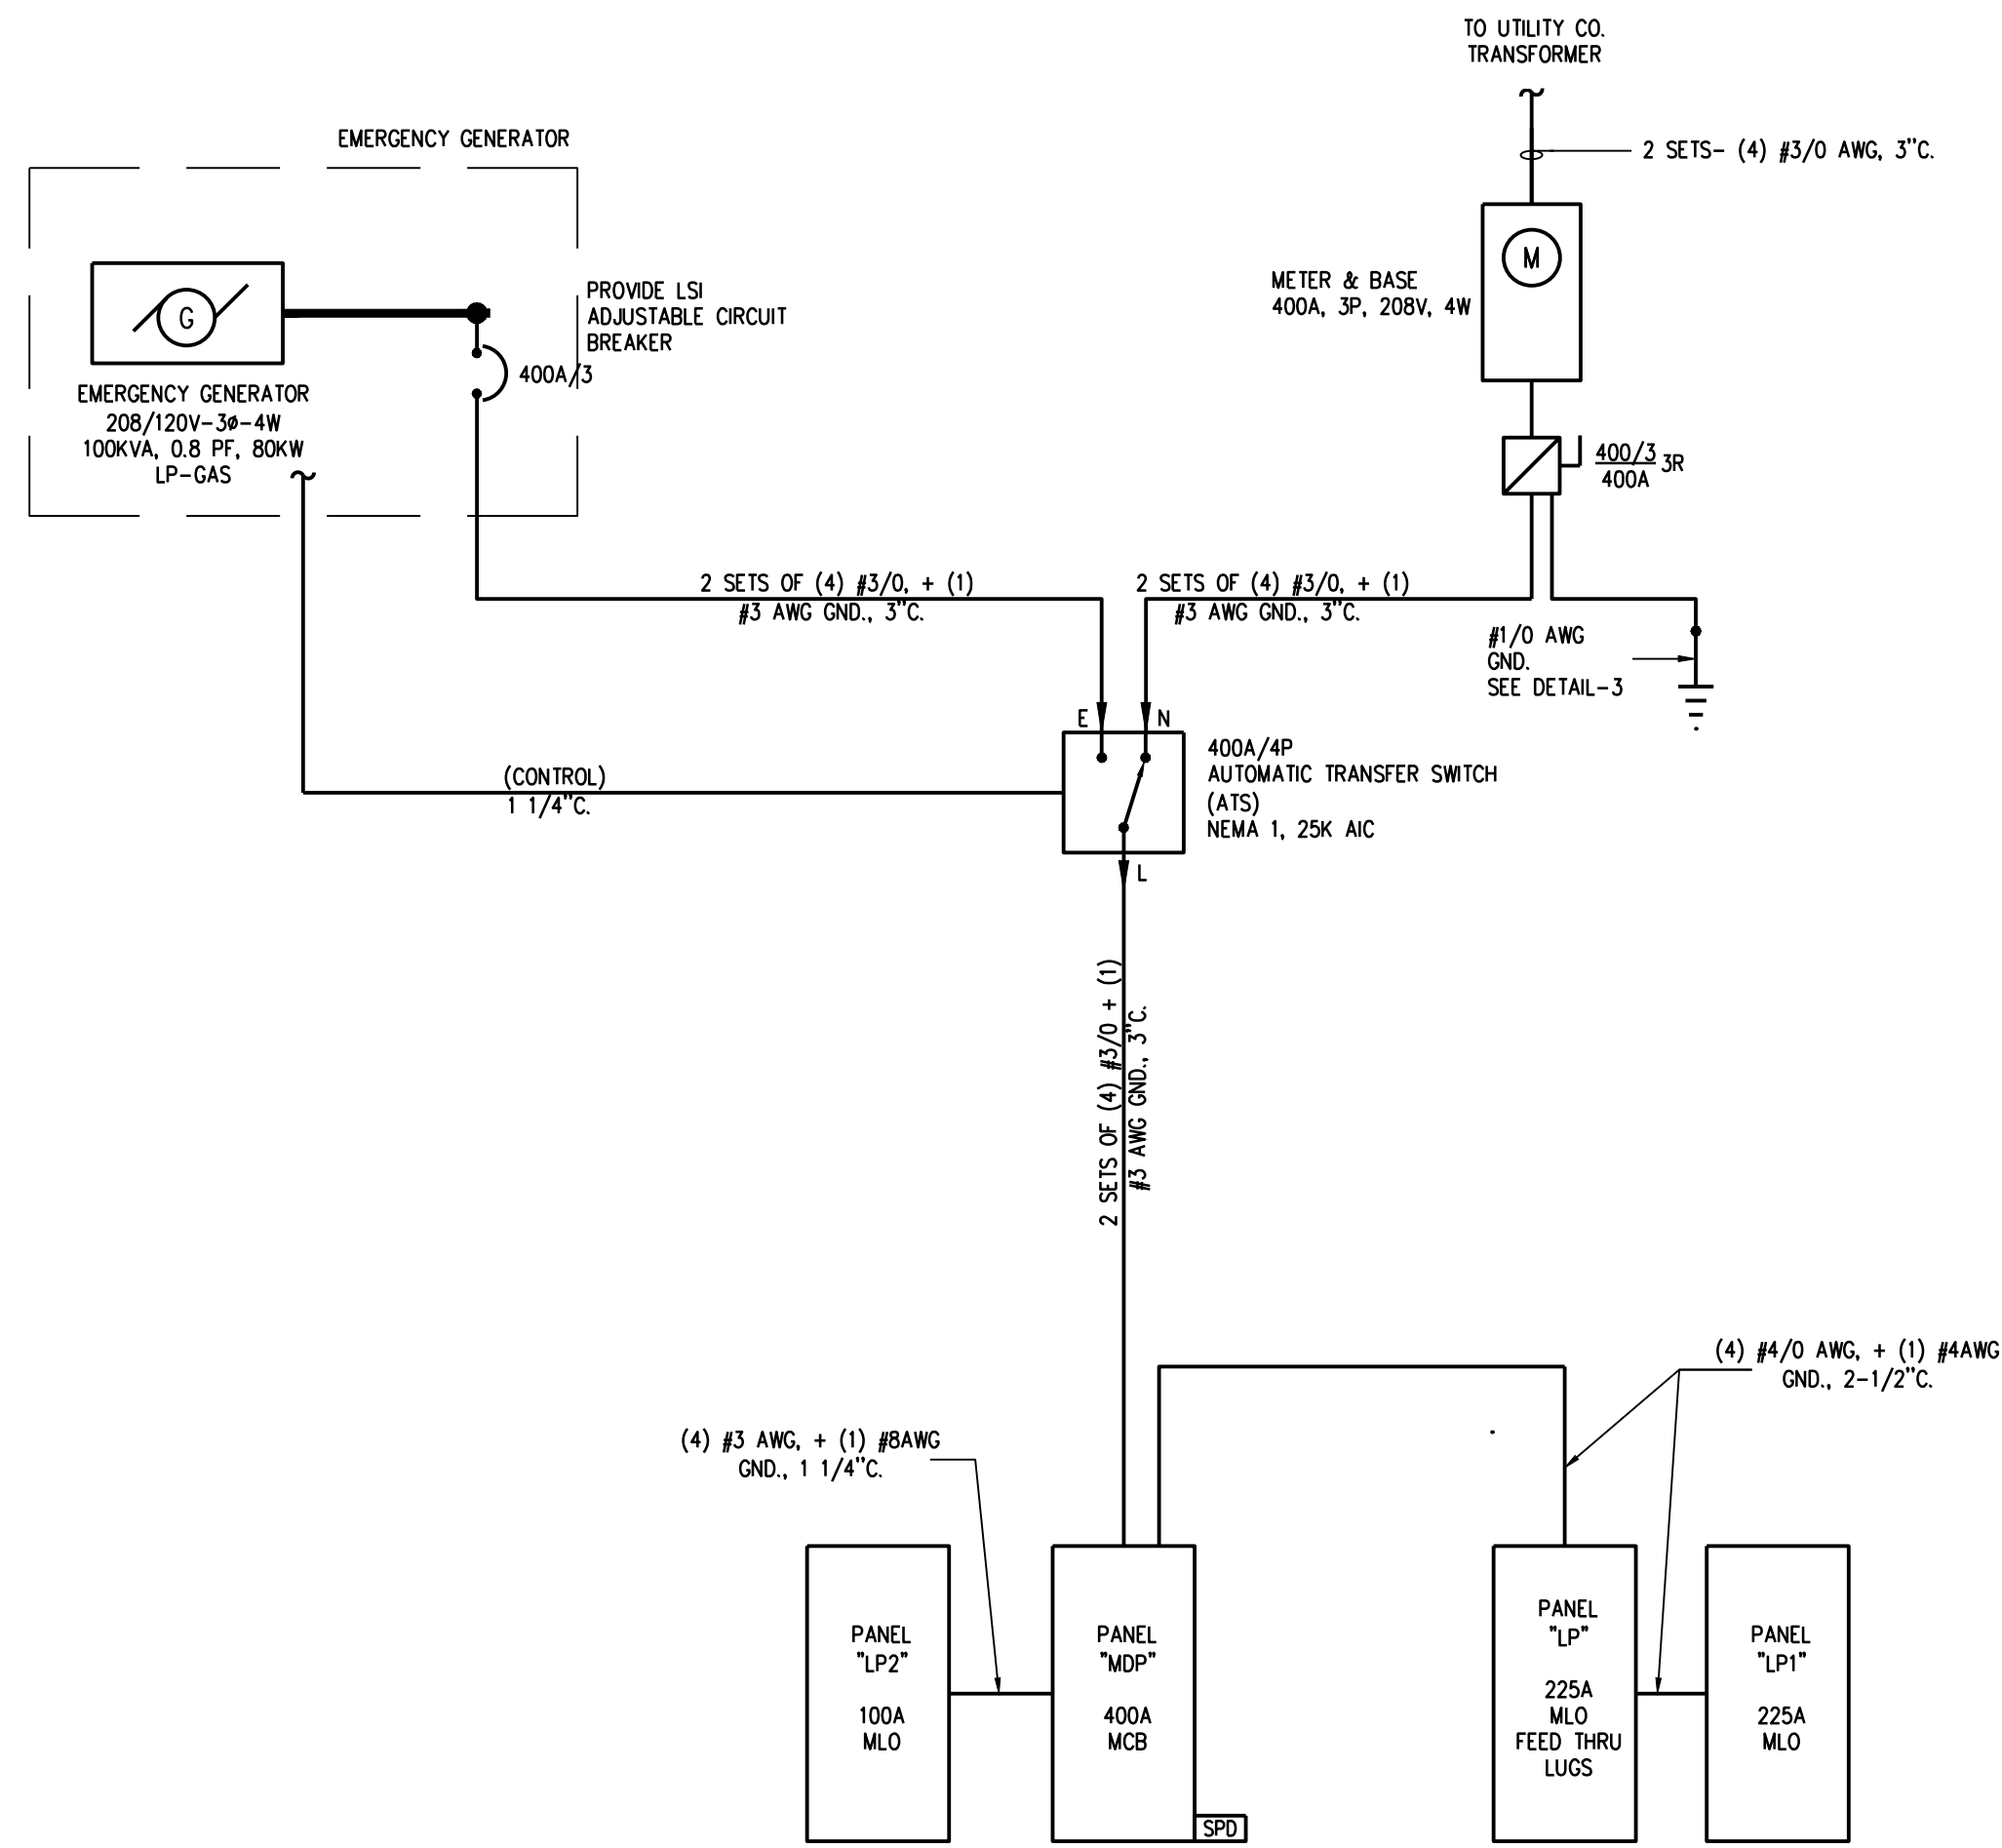 TO UTILITY CO.
TRANSFORMER
2 SETS- (4) #3/0 AWG, 3"C.
EMERGENCY GENERATOR
G
PROVIDE LSI
ADJUSTABLE CIRCUIT
BREAKER
400A/3
EMERGENCY GENERATOR
208/120V-3ø-4W
100KVA, 0.8 PF, 80KW
LP-GAS
M
METER & BASE
400A, 3P, 208V, 4W
400/3
400A
3R
2 SETS OF (4) #3/0, + (1)
#3 AWG GND., 3"C.
2 SETS OF (4) #3/0, + (1)
#3 AWG GND., 3"C.
#1/0 AWG
GND.
SEE DETAIL-3
E
N
400A/4P
AUTOMATIC TRANSFER SWITCH
(ATS)
NEMA 1, 25K AIC
(CONTROL)
1 1/4"C.
L
2 SETS OF (4) #3/0 + (1)
#3 AWG GND., 3"C.
(4) #4/0 AWG, + (1) #4AWG
GND., 2-1/2"C.
(4) #3 AWG, + (1) #8AWG
GND., 1 1/4"C.
PANEL
"LP2"
100A
MLO
PANEL
"MDP"
400A
MCB
SPD
PANEL
"LP"
225A
MLO
FEED THRU
LUGS
PANEL
"LP1"
225A
MLO